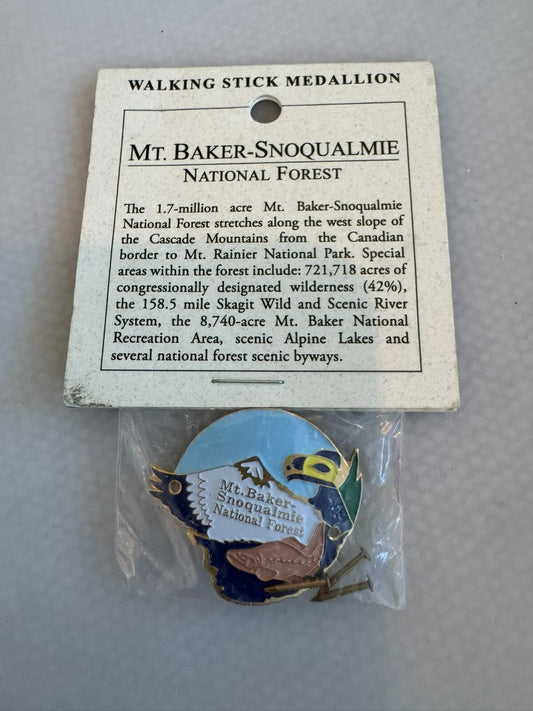 WALKING STICK MEDALLION
MT. BAKER-SNOQUALMIE
NATIONAL FOREST
The 1.7-million acre Mt. Baker-Snoqualmie
National Forest stretches along the west slope of
the Cascade Mountains from the Canadian
border to Mt. Rainier National Park. Special
areas within the forest include: 721,718 acres of
congressionally designated wilderness (42%),
the 158.5 mile Skagit Wild and Scenic River
System, the 8,740-acre Mt. Baker National
Recreation Area, scenic Alpine Lakes and
several national forest scenic byways.
Mt. Baker-
Snoqualmie
National Forest